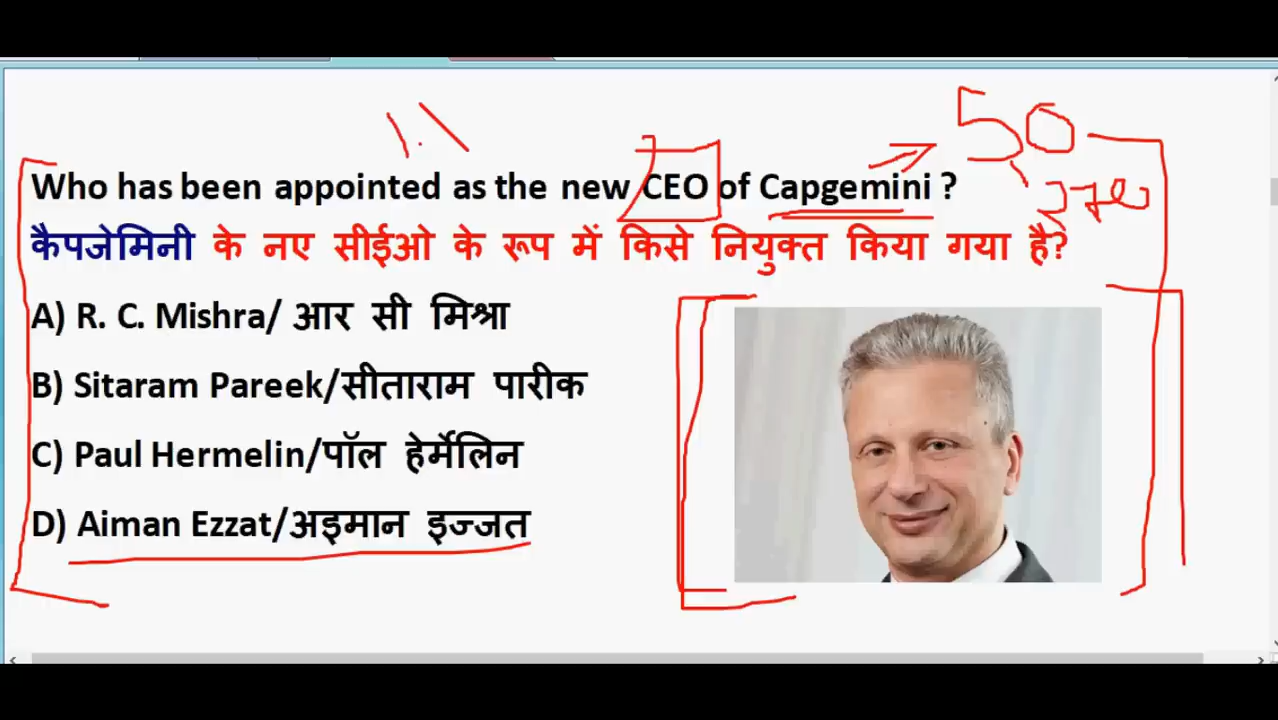 50
Who has been appointed as the new CEO of Capgemini ?
कैपजेमिनी के नए सीईओ के रूप में किसे नियुक्त किया गया है?
A) R. C. Mishra/ आर सी मिश्रा
B) Sitaram Pareek/सीताराम पारीक
C) Paul Hermelin/पॉल हेर्मेलिन
D) Aiman Ezzat/अइमान इज्जत